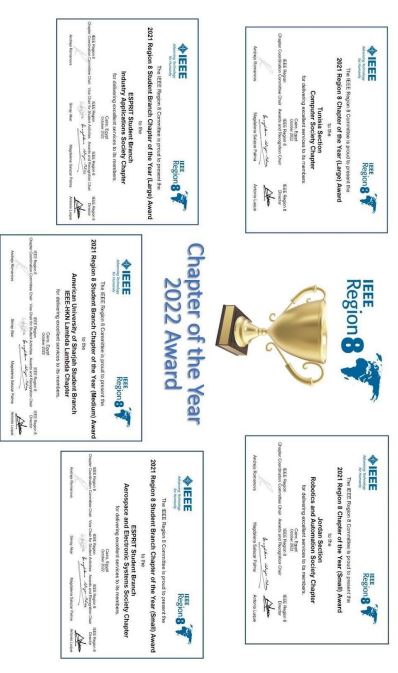 IEEE
Advancing Technology
for Humanity
IEEE
Region 8
The IEEE Region 8 Committee is proud to present the
2021 Region 8 Chapter of the Year (Large) Award
to the
Tunisia Section
Computer Society Chapter
for delivering excellent services to its members.
Cairo, Egypt
October 2022
IEEE Region
Chapter Coordination Committee Chair
IEEE Region 8
Awards and Recognition Chair
IEEE Region 8
Director
Andrejs Romanovs
Magdalena Salazar Palma
Antonio Luque
IEEE
Region 8
IEEE
Advancing Technology
for Humanity
IEEE
Region 8
The IEEE Region 8 Committee is proud to present the
2021 Region 8 Chapter of the Year (Small) Award
to the
Jordan Section
Robotics and Automation Society Chapter
for delivering excellent services to its members.
Cairo, Egypt
October 2022
IEEE Region
Chapter Coordination Committee Chair
IEEE Region 8
Awards and Recognition Chair
IEEE Region 8
Director
Andrejs Romanovs
Magdalena Salazar Palma
Antonio Luque
Chapter of the Year
2022 Award
IEEE
Advancing Technology
for Humanity
IEEE
Region 8
The IEEE Region 8 Committee is proud to present the
2021 Region 8 Student Branch Chapter of the Year (Large) Award
to the
ESPRIT Student Branch
Industry Applications Society Chapter
for delivering excellent services to its members.
Cairo, Egypt
October 2022
IEEE Region 8
Chapter Coordination Committee Chair
IEEE Region 8
Vice Chair for Student Activities
IEEE Region 8
Awards and Recognition Chair
IEEE Region 8
Director
Andrejs Romanovs
Simay Akar
Magdalena Salazar Palma
Antonio Luque
IEEE
Advancing Technology
for Humanity
IEEE
Region 8
The IEEE Region 8 Committee is proud to present the
2021 Region 8 Student Branch Chapter of the Year (Medium) Award
to the
American University of Sharjah Student Branch
IEEE-HKN Lambda Lambda Chapter
for delivering excellent services to its members.
Cairo, Egypt
October 2022
IEEE Region 8
Chapter Coordination Committee Chair
IEEE Region 8
Vice Chair for Student Activities
IEEE Region 8
Awards and Recognition Chair
IEEE Region 8
Director
Andrejs Romanovs
Simay Akar
Magdalena Salazar Palma
Antonio Luque
IEEE
Advancing Technology
for Humanity
IEEE
Region 8
The IEEE Region 8 Committee is proud to present the
2021 Region 8 Student Branch Chapter of the Year (Small) Award
to the
ESPRIT Student Branch
Aerospace and Electronic Systems Society Chapter
for delivering excellent services to its members.
Cairo, Egypt
October 2022
IEEE Region 8
Chapter Coordination Committee Chair
IEEE Region 8
Vice Chair for Student Activities
IEEE Region 8
Awards and Recognition Chair
IEEE Region 8
Director
Andrejs Romanovs
Simay Akar
Magdalena Salazar Palma
Antonio Luque